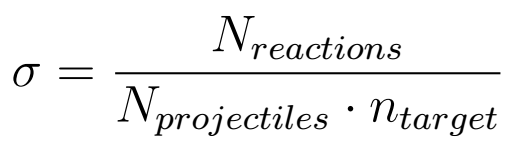 σ = N_reactions / (N_projectiles · n_target)